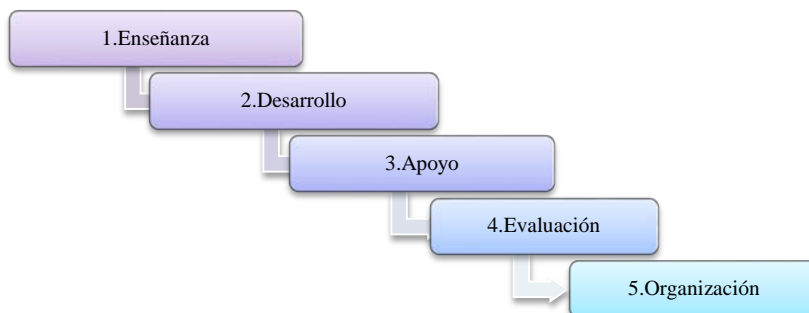 1.Enseñanza
2.Desarrollo
3.Apoyo
4.Evaluación
5.Organización